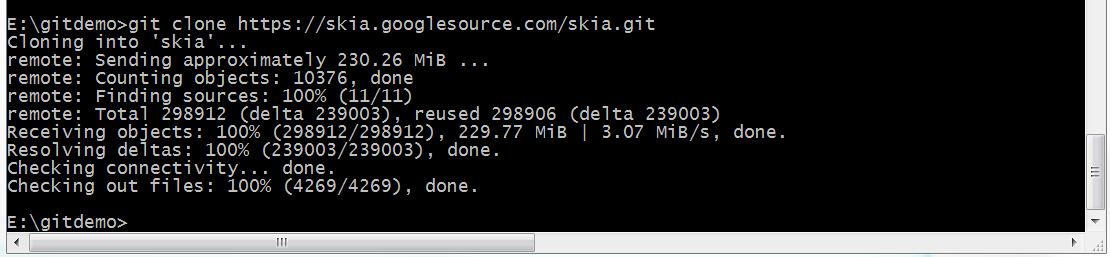 E:\gitdemo>git clone https://skia.googlesource.com/skia.git
Cloning into 'skia'...
remote: Sending approximately 230.26 MiB ...
remote: Counting objects: 10376, done
remote: Finding sources: 100% (11/11)
remote: Total 298912 (delta 239003), reused 298906 (delta 239003)
Receiving objects: 100% (298912/298912), 229.77 MiB | 3.07 MiB/s, done.
Resolving deltas: 100% (239003/239003), done.
Checking connectivity... done.
Checking out files: 100% (4269/4269), done.
E:\gitdemo>